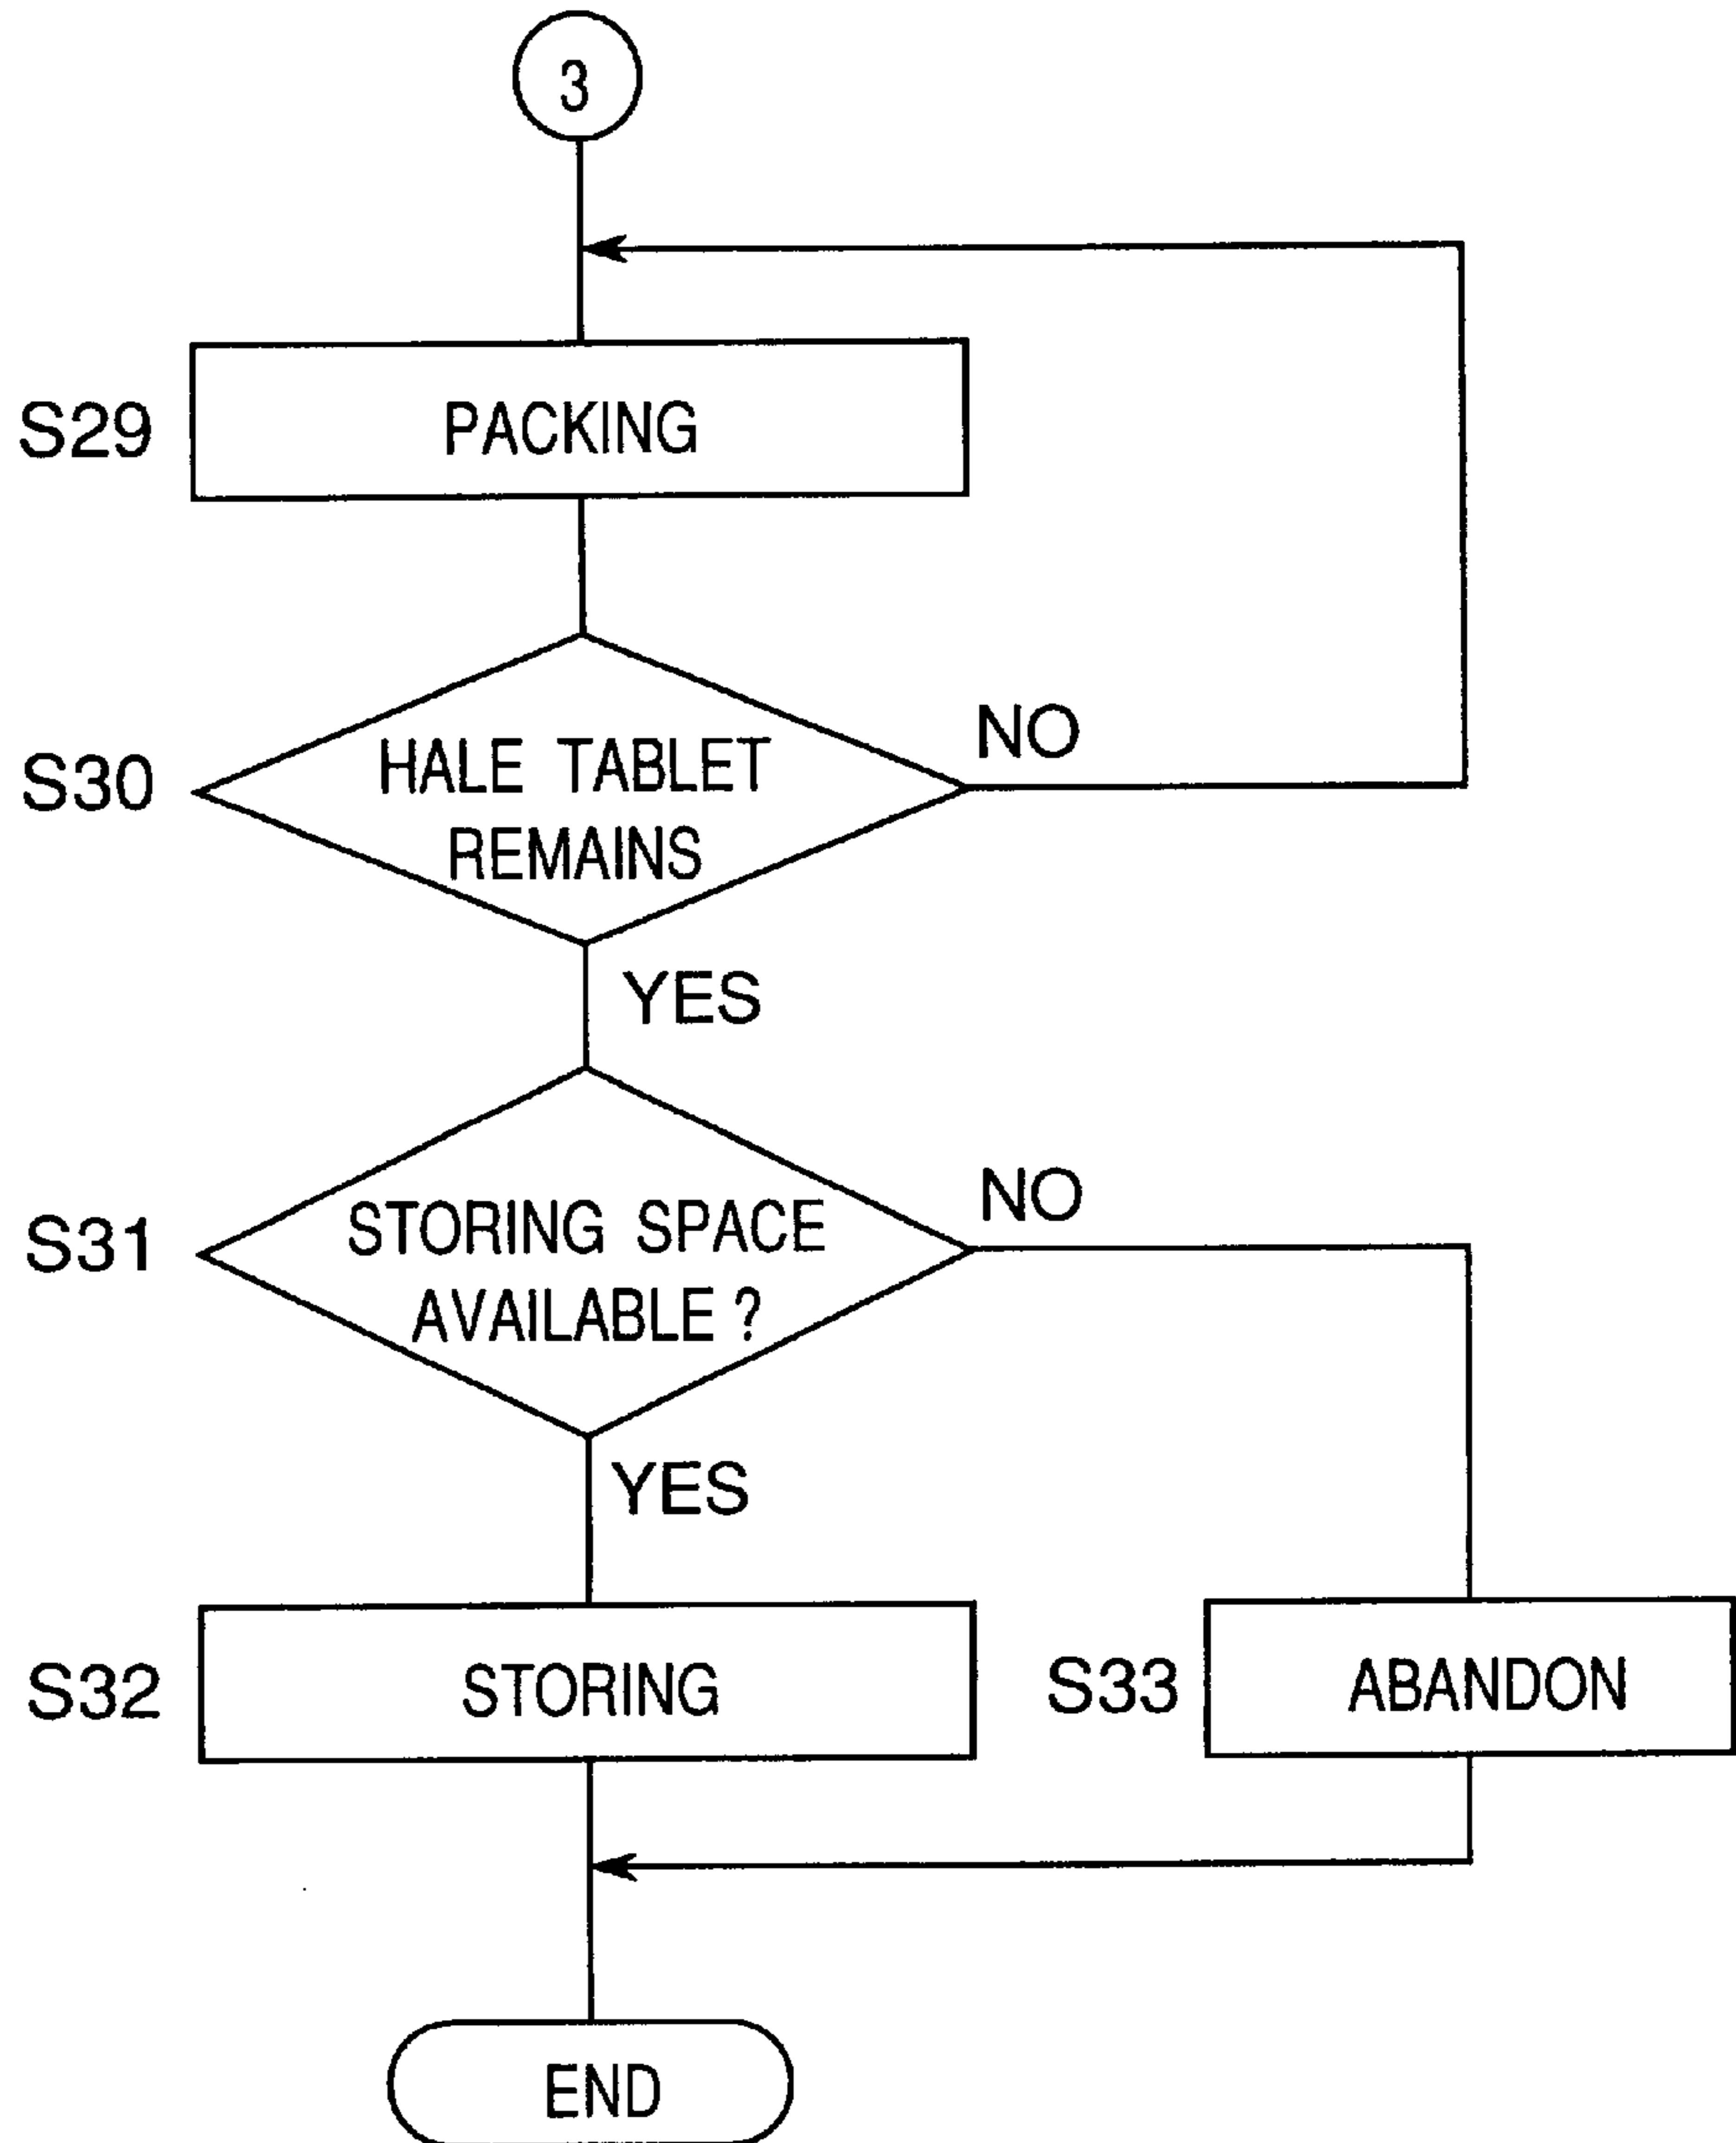 3
S29
PACKING
S30
HALE TABLET
REMAINS
NO
YES
S31
STORING SPACE
AVAILABLE ?
NO
YES
S32
STORING
S33
ABANDON
END